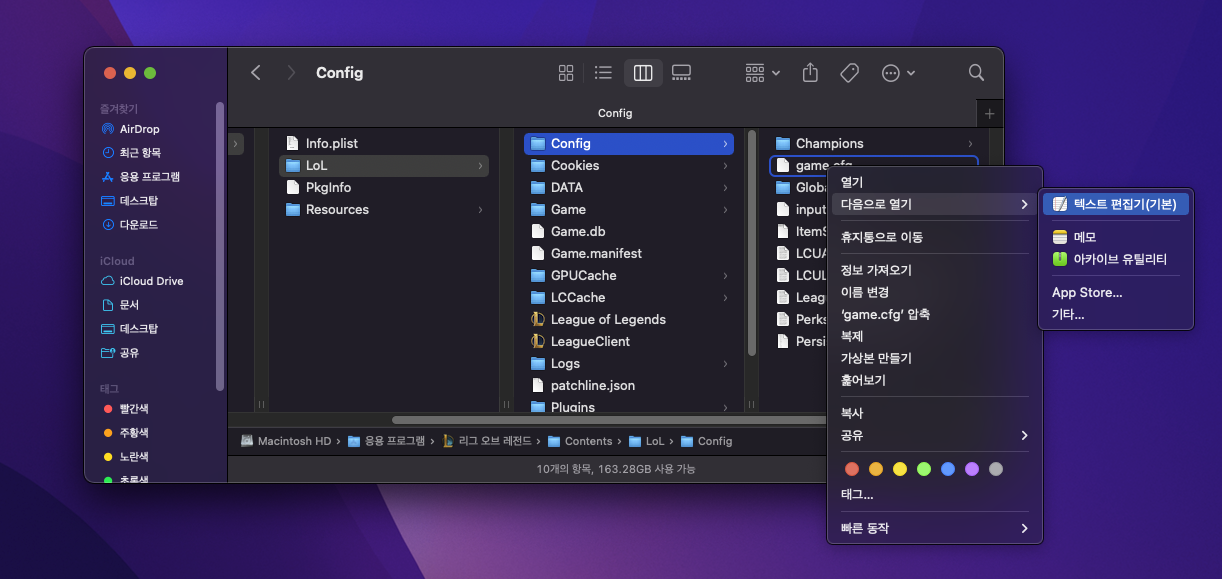 Config
Config
즐겨찾기
AirDrop
최근 항목
응용 프로그램
데스크탑
다운로드
iCloud
iCloud Drive
문서
데스크탑
공유
태그
빨간색
주황색
노란색
초록색
Info.plist
LoL
PkgInfo
Resources
Config
Cookies
DATA
Game
Game.db
Game.manifest
GPUCache
LCCache
League of Legends
LeagueClient
Logs
patchline.json
Plugins
Champions
game.cfg
Globa
input
ItemS
LCUA
LCUL
Leag
Perks
Persi
열기
다음으로 열기
휴지통으로 이동
정보 가져오기
이름 변경
‘game.cfg’ 압축
복제
가상본 만들기
훑어보기
복사
공유
태그...
빠른 동작
텍스트 편집기(기본)
메모
아카이브 유틸리티
App Store...
기타...
Macintosh HD › 응용 프로그램 › 리그 오브 레전드 › Contents › LoL › Config
10개의 항목, 163.28GB 사용 가능